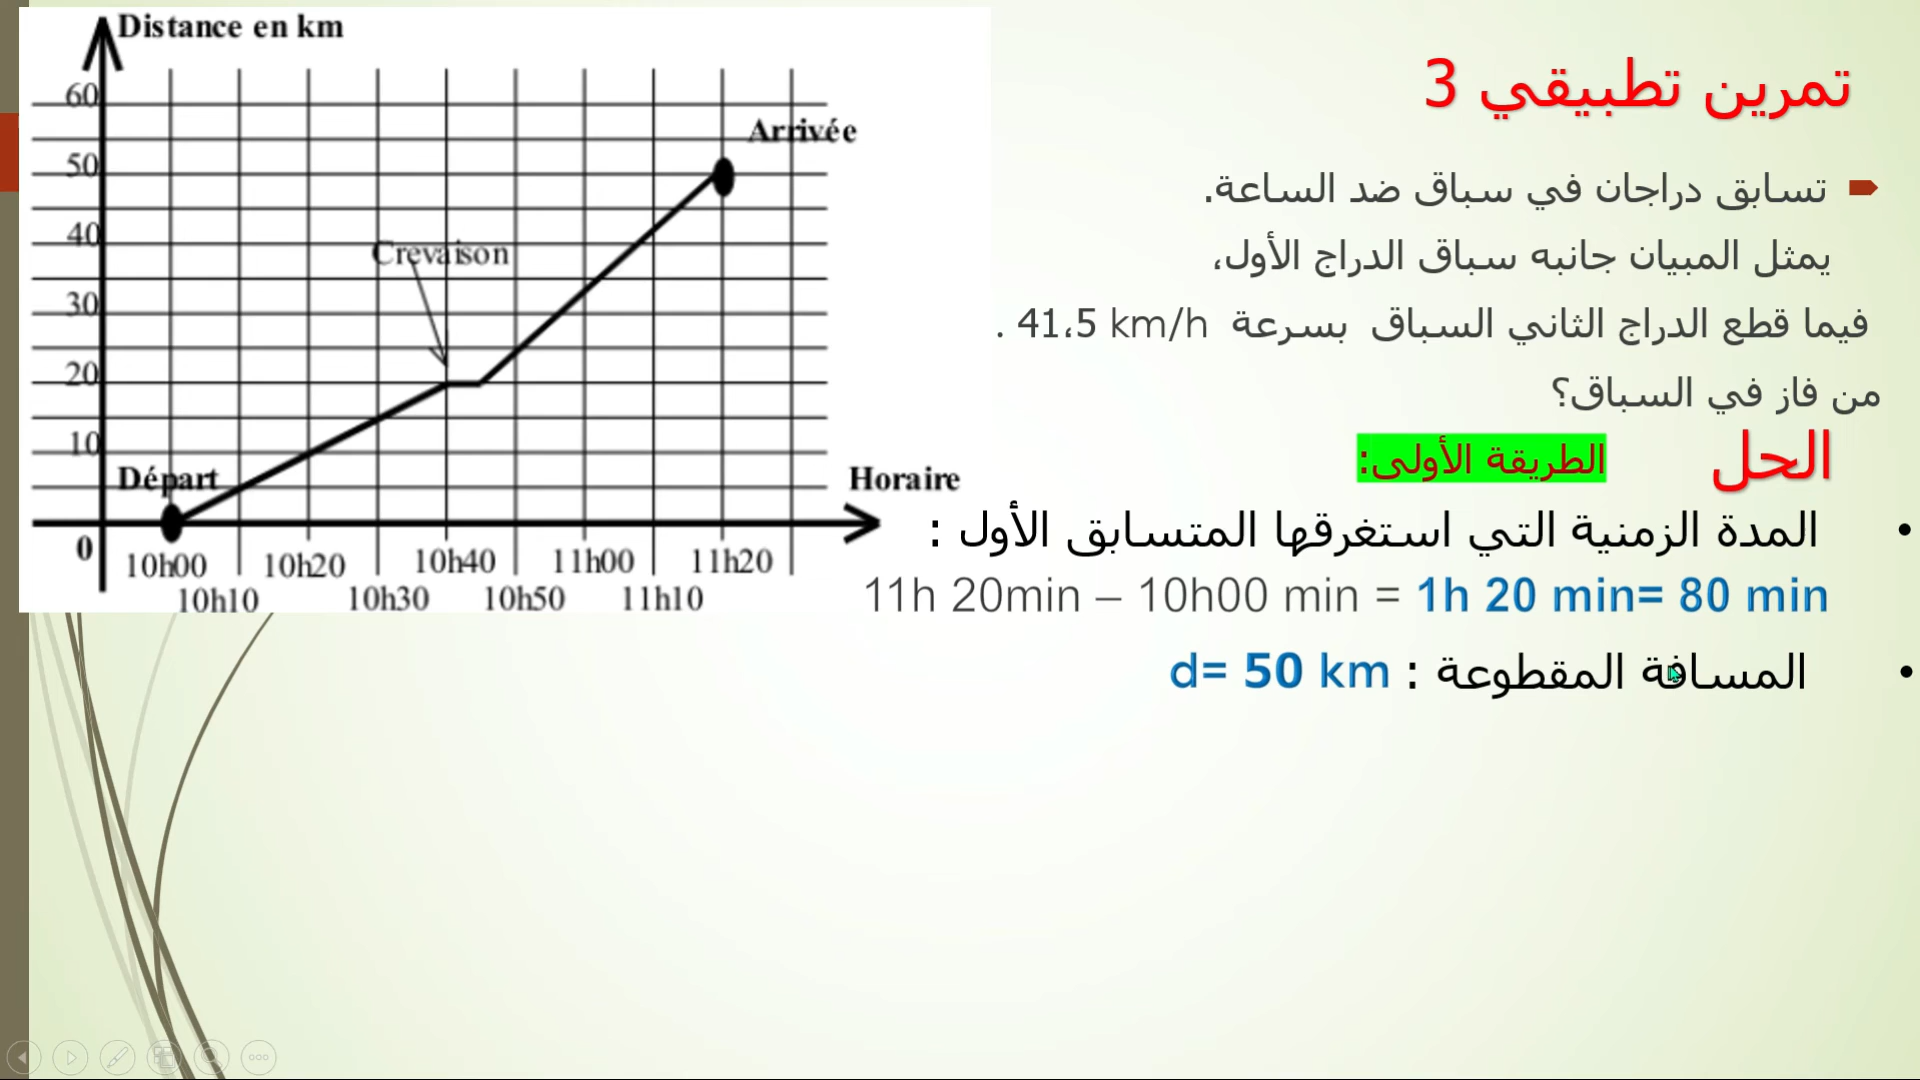 Distance en km
60
50
40
30
20
10
0
Arrivée
Crevaison
Départ
Horaire
10h00 10h20 10h40 11h00 11h20
10h10 10h30 10h50 11h10
تمرين تطبيقي 3
تسابق دراجان في سباق ضد الساعة.
يمثل المبيان جانبه سباق الدراج الأول،
فيما قطع الدراج الثاني السباق بسرعة 41،5 km/h .
من فاز في السباق؟
الحل
الطريقة الأولى:
• المدة الزمنية التي استغرقها المتسابق الأول :
11h 20min – 10h00 min = 1h 20 min= 80 min
• المسافة المقطوعة : d= 50 km